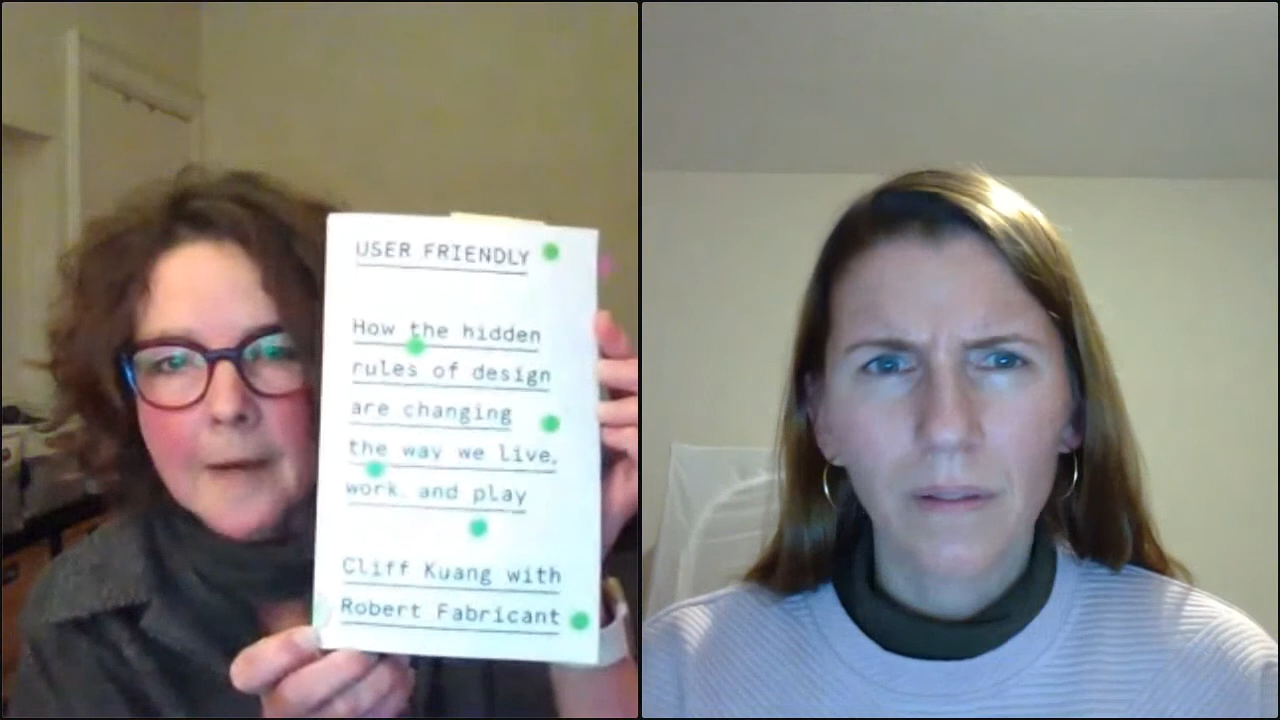 USER FRIENDLY
How the hidden
rules of design
are changing
the way we live,
work, and play
Cliff Kuang with
Robert Fabricant